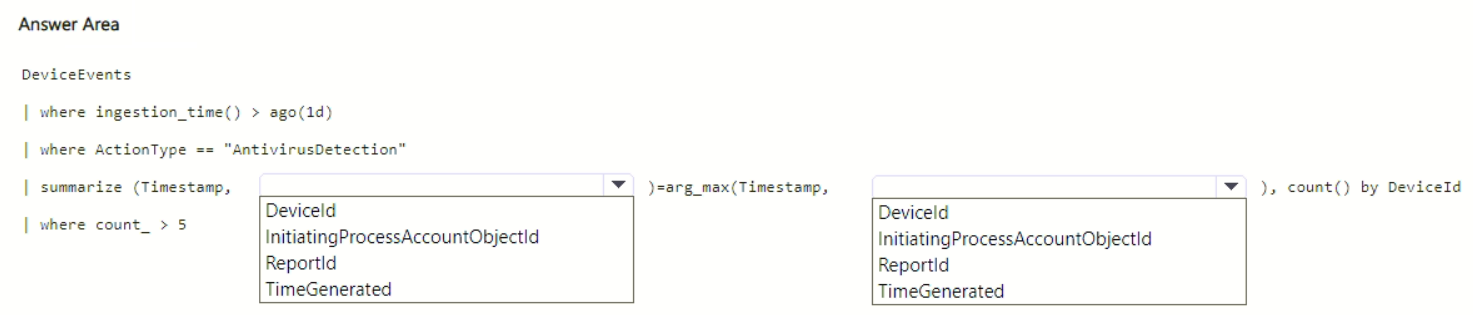 Answer Area
DeviceEvents
| where ingestion_time() > ago(1d)
| where ActionType == "AntivirusDetection"
| summarize (Timestamp, )=arg_max(Timestamp, ), count() by DeviceId
| where count_ > 5
DeviceId
InitiatingProcessAccountObjectId
ReportId
TimeGenerated
DeviceId
InitiatingProcessAccountObjectId
ReportId
TimeGenerated